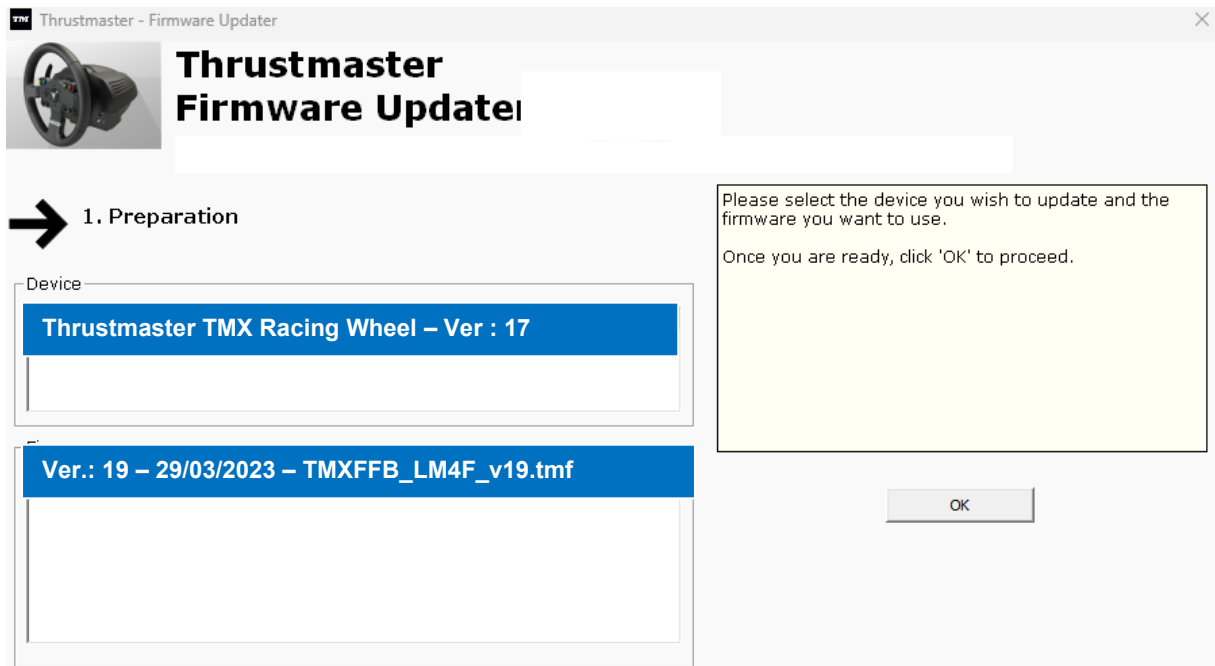 Thrustmaster - Firmware Updater
Thrustmaster
Firmware Updater
1. Preparation
Device
Thrustmaster TMX Racing Wheel – Ver : 17
Ver.: 19 – 29/03/2023 – TMXFFB_LM4F_v19.tmf
Please select the device you wish to update and the
firmware you want to use.
Once you are ready, click 'OK' to proceed.
OK